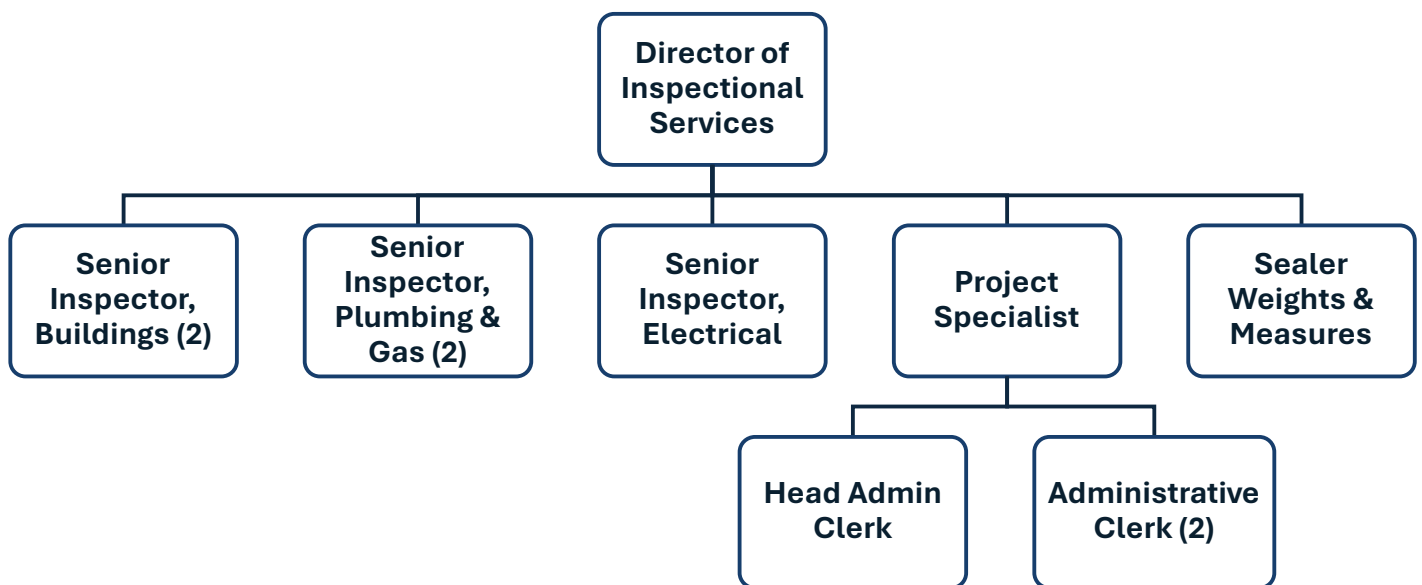 Director of
Inspectional
Services
Senior
Inspector,
Buildings (2)
Senior
Inspector,
Plumbing &
Gas (2)
Senior
Inspector,
Electrical
Project
Specialist
Sealer
Weights &
Measures
Head Admin
Clerk
Administrative
Clerk (2)